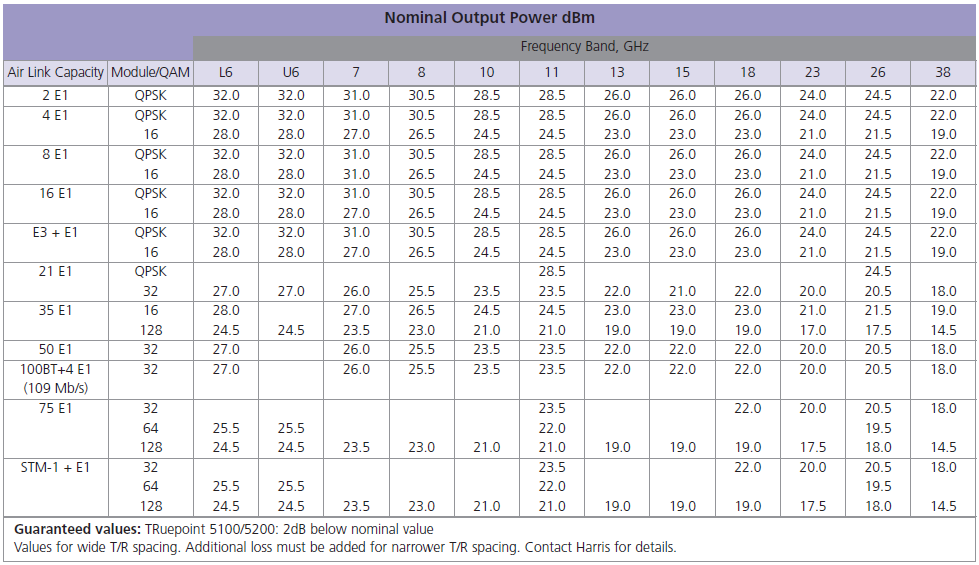 Nominal Output Power dBm
Frequency Band, GHz
Air Link Capacity Module/QAM L6 U6 7 8 10 11 13 15 18 23 26 38
2 E1 QPSK 32.0 32.0 31.0 30.5 28.5 28.5 26.0 26.0 26.0 24.0 24.5 22.0
4 E1 QPSK 32.0 32.0 31.0 30.5 28.5 28.5 26.0 26.0 26.0 24.0 24.5 22.0
16 28.0 28.0 27.0 26.5 24.5 24.5 23.0 23.0 23.0 21.0 21.5 19.0
8 E1 QPSK 32.0 32.0 31.0 30.5 28.5 28.5 26.0 26.0 26.0 24.0 24.5 22.0
16 28.0 28.0 31.0 26.5 24.5 24.5 23.0 23.0 23.0 21.0 21.5 19.0
16 E1 QPSK 32.0 32.0 31.0 30.5 28.5 28.5 26.0 26.0 26.0 24.0 24.5 22.0
16 28.0 28.0 27.0 26.5 24.5 24.5 23.0 23.0 23.0 21.0 21.5 19.0
E3 + E1 QPSK 32.0 32.0 31.0 30.5 28.5 28.5 26.0 26.0 26.0 24.0 24.5 22.0
16 28.0 28.0 27.0 26.5 24.5 24.5 23.0 23.0 23.0 21.0 21.5 19.0
21 E1 QPSK 28.5 24.5
32 27.0 27.0 26.0 25.5 23.5 23.5 22.0 21.0 22.0 20.0 20.5 18.0
35 E1 16 28.0 27.0 26.5 24.5 24.5 23.0 23.0 23.0 21.0 21.5 19.0
128 24.5 24.5 23.5 23.0 21.0 21.0 19.0 19.0 19.0 17.0 17.5 14.5
50 E1 32 27.0 26.0 25.5 23.5 23.5 22.0 22.0 22.0 20.0 20.5 18.0
100BT+4 E1 32 27.0 26.0 25.5 23.5 23.5 22.0 22.0 22.0 20.0 20.5 18.0
(109 Mb/s)
75 E1 32 23.5 22.0 20.0 20.5 18.0
64 25.5 25.5 22.0 19.5
128 24.5 24.5 23.5 23.0 21.0 21.0 19.0 19.0 19.0 17.5 18.0 14.5
STM-1 + E1 32 23.5 22.0 20.0 20.5 18.0
64 25.5 25.5 22.0 19.5
128 24.5 24.5 23.5 23.0 21.0 21.0 19.0 19.0 19.0 17.5 18.0 14.5
Guaranteed values: TRuepoint 5100/5200: 2dB below nominal value
Values for wide T/R spacing. Additional loss must be added for narrower T/R spacing. Contact Harris for details.